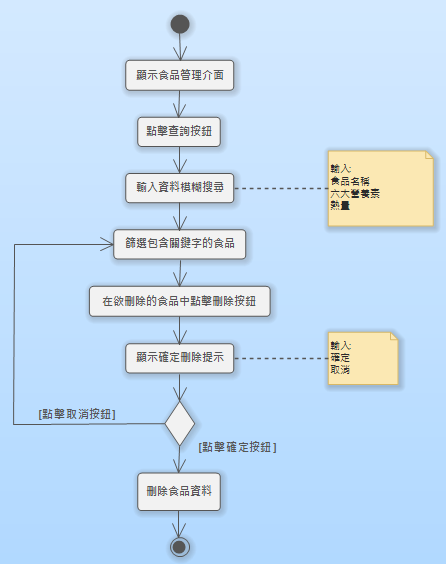 顯示食品管理介面
點擊查詢按鈕
輸入資料模糊搜尋
輸入:
食品名稱
六大營養素
熱量
篩選包含關鍵字的食品
在欲刪除的食品中點擊刪除按鈕
顯示確定刪除提示
輸入:
確定
取消
[點擊取消按鈕]
[點擊確定按鈕]
刪除食品資料